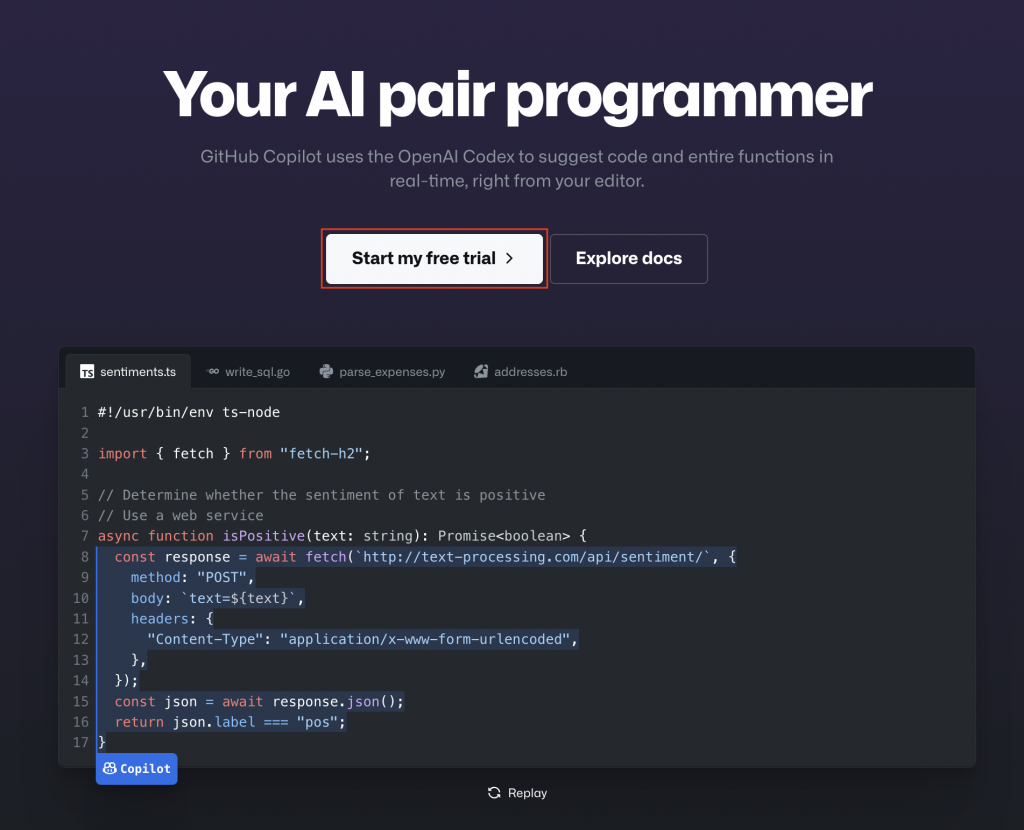 Your AI pair programmer
GitHub Copilot uses the OpenAI Codex to suggest code and entire functions in
real-time, right from your editor.
Start my free trial >
Explore docs
TS sentiments.ts
GO write_sql.go
parse_expenses.py
addresses.rb
1 #!/usr/bin/env ts-node
2
3 import { fetch } from "fetch-h2";
4
5 // Determine whether the sentiment of text is positive
6 // Use a web service
7 async function isPositive(text: string): Promise<boolean> {
8   const response = await fetch(`http://text-processing.com/api/sentiment/`, {
9     method: "POST",
10     body: `text=${text}`,
11     headers: {
12       "Content-Type": "application/x-www-form-urlencoded",
13     },
14   });
15   const json = await response.json();
16   return json.label === "pos";
17 }
Copilot
Replay